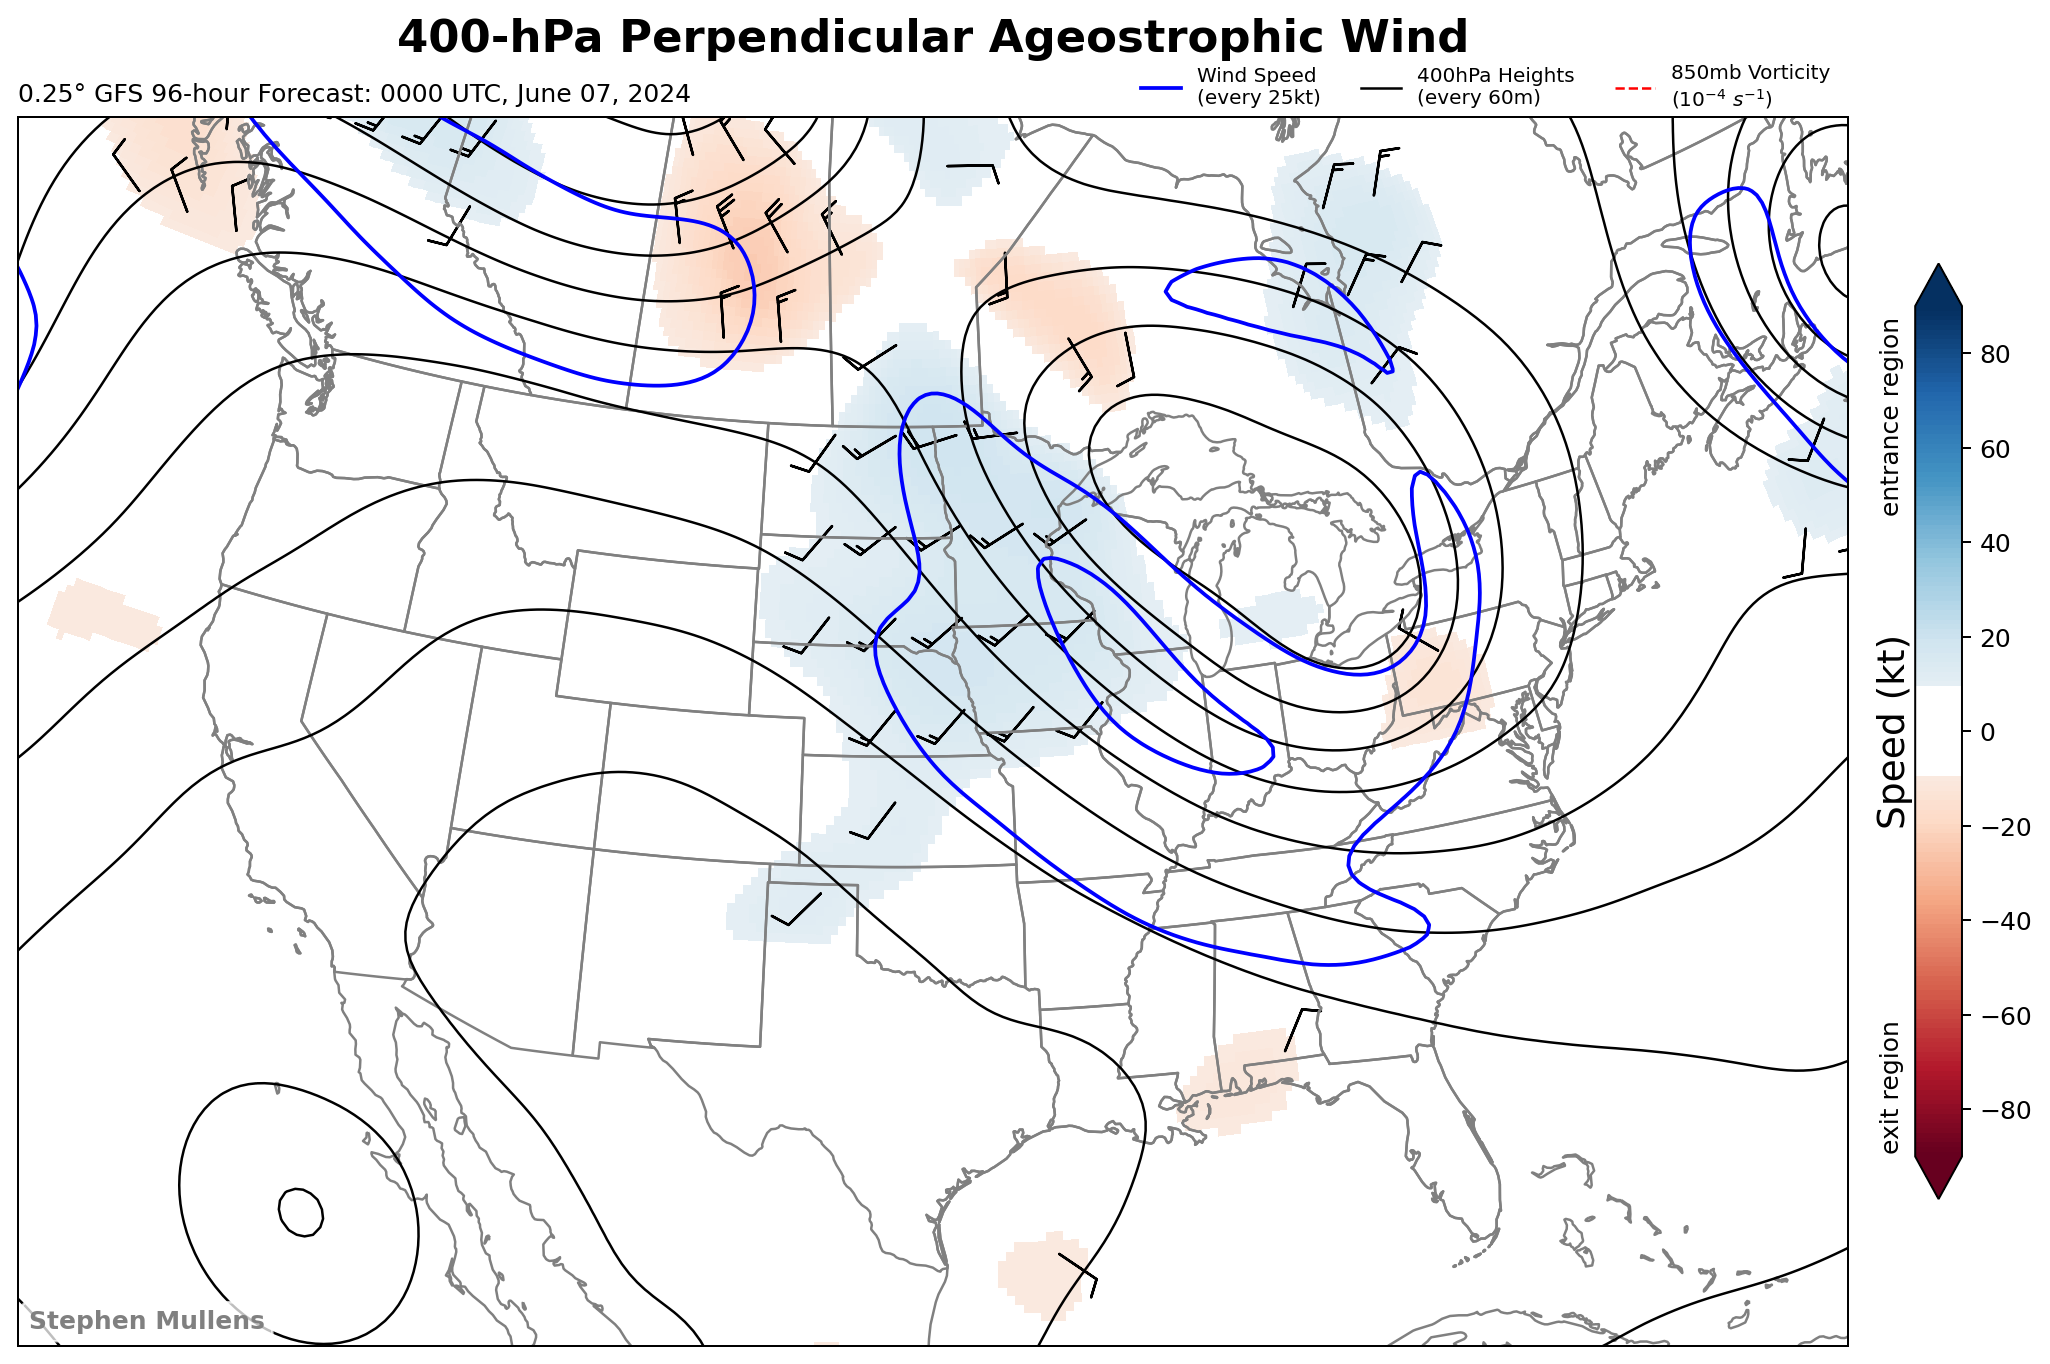 400-hPa Perpendicular Ageostrophic Wind
0.25° GFS 96-hour Forecast: 0000 UTC, June 07, 2024
Wind Speed
(every 25kt)
400hPa Heights
(every 60m)
850mb Vorticity
(10⁻⁴ s⁻¹)
entrance region
Speed (kt)
exit region
80
60
40
20
0
−20
−40
−60
−80
Stephen Mullens